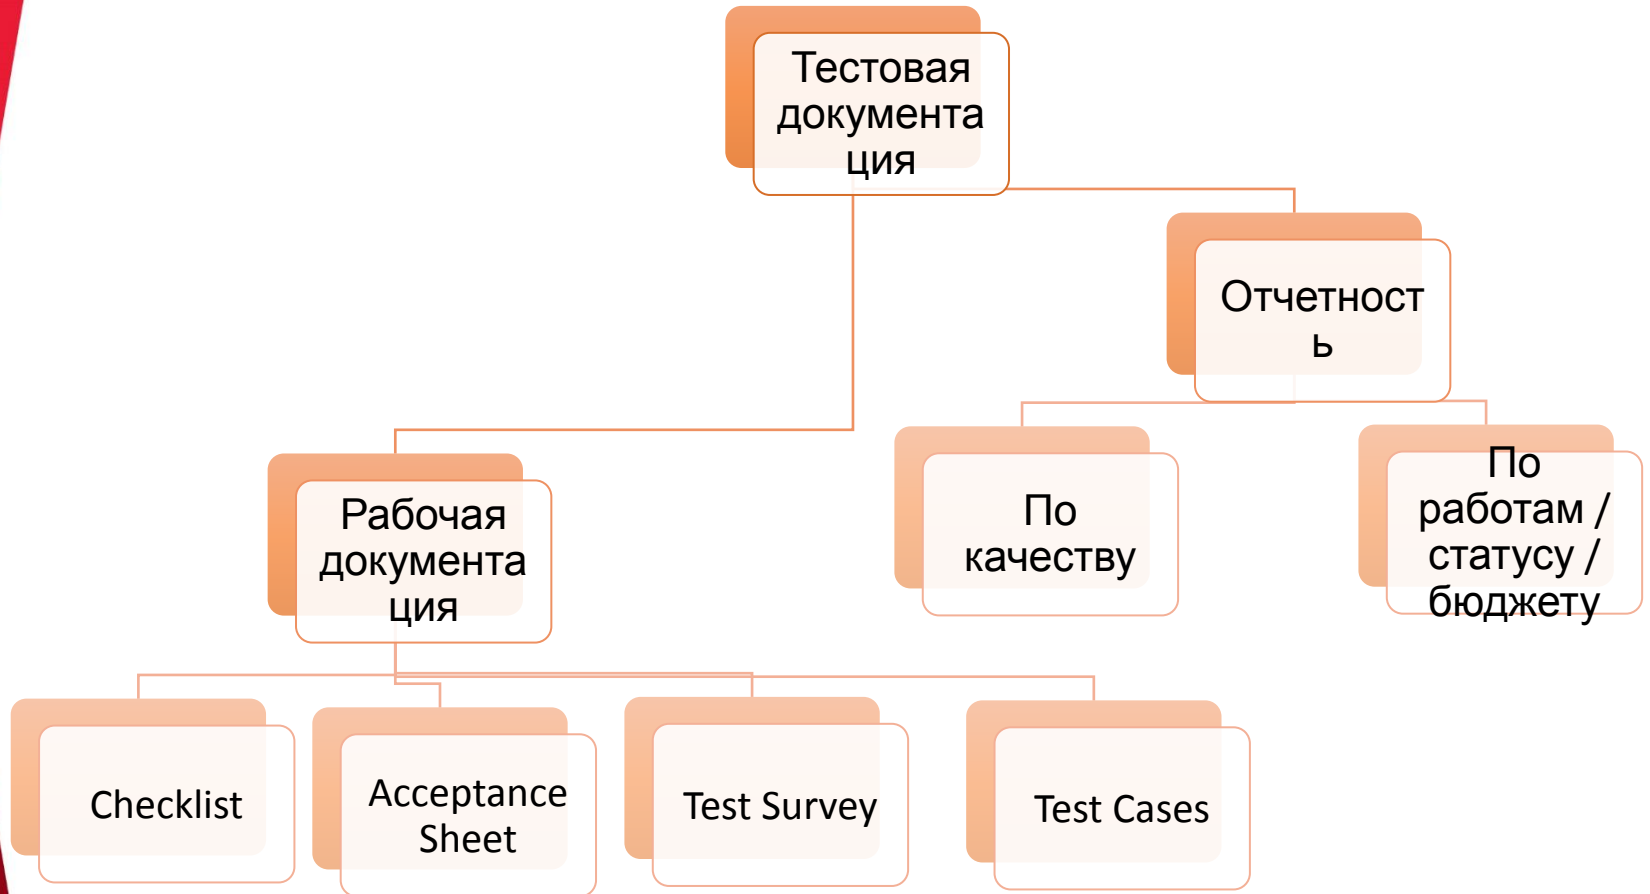 Тестовая
документа
ция
Отчетност
ь
Рабочая
документа
ция
По
качеству
По
работам /
статусу /
бюджету
Checklist
Acceptance
Sheet
Test Survey
Test Cases